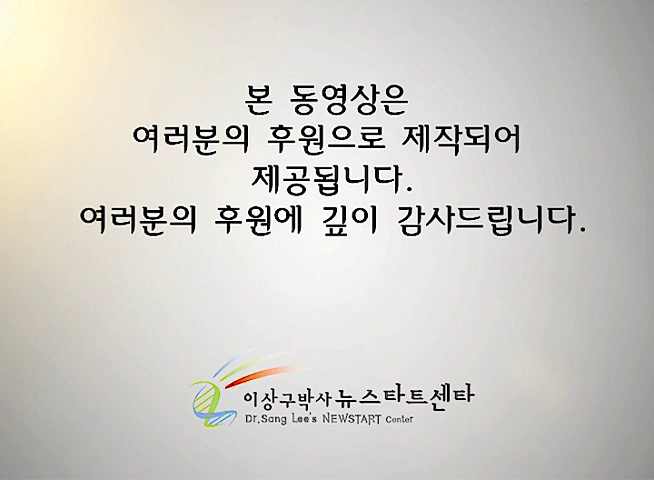 본 동영상은
여러분의 후원으로 제작되어
제공됩니다.
여러분의 후원에 깊이 감사드립니다.
이상구박사뉴스타트센타
Dr.Sang Lee's NEWSTART Center